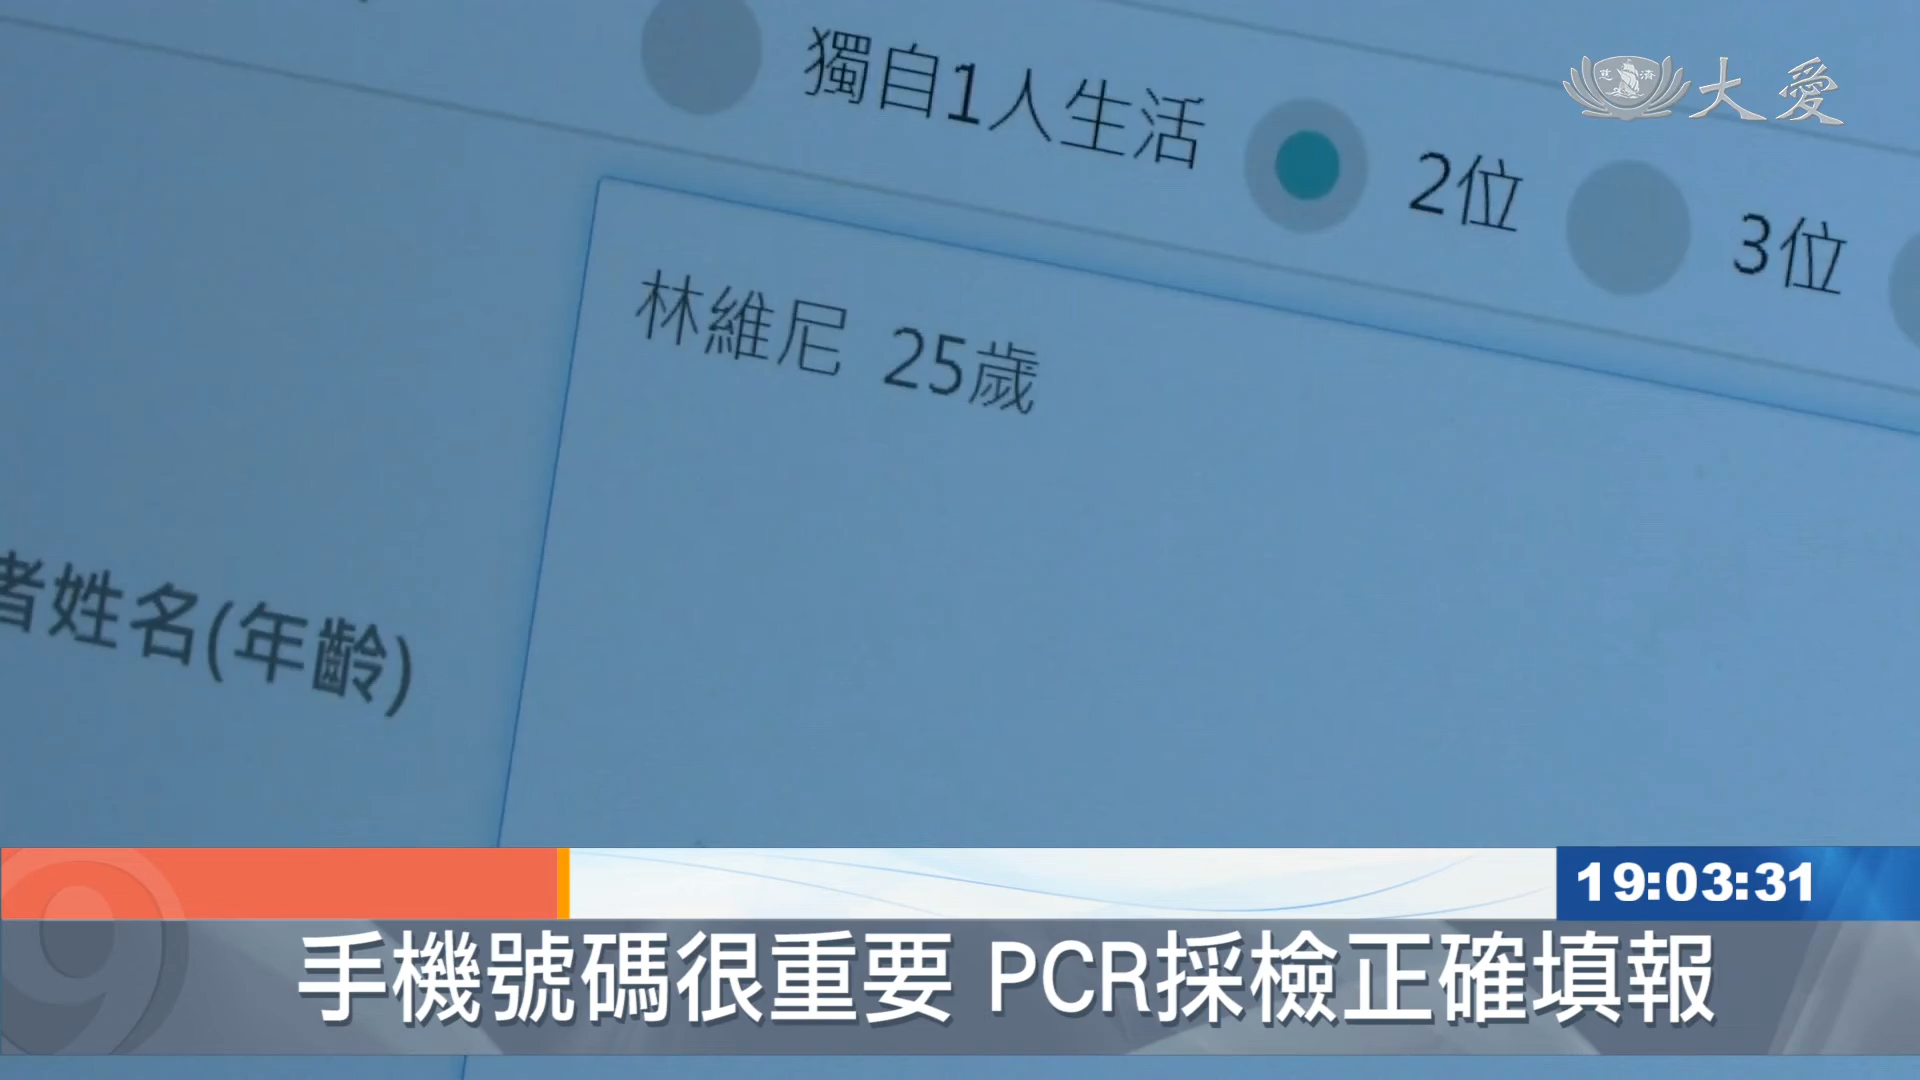 獨自1人生活 2位 3位
慈濟 大愛
林維尼 25歲
者姓名(年齡)
19:03:31
手機號碼很重要 PCR採檢正確填報